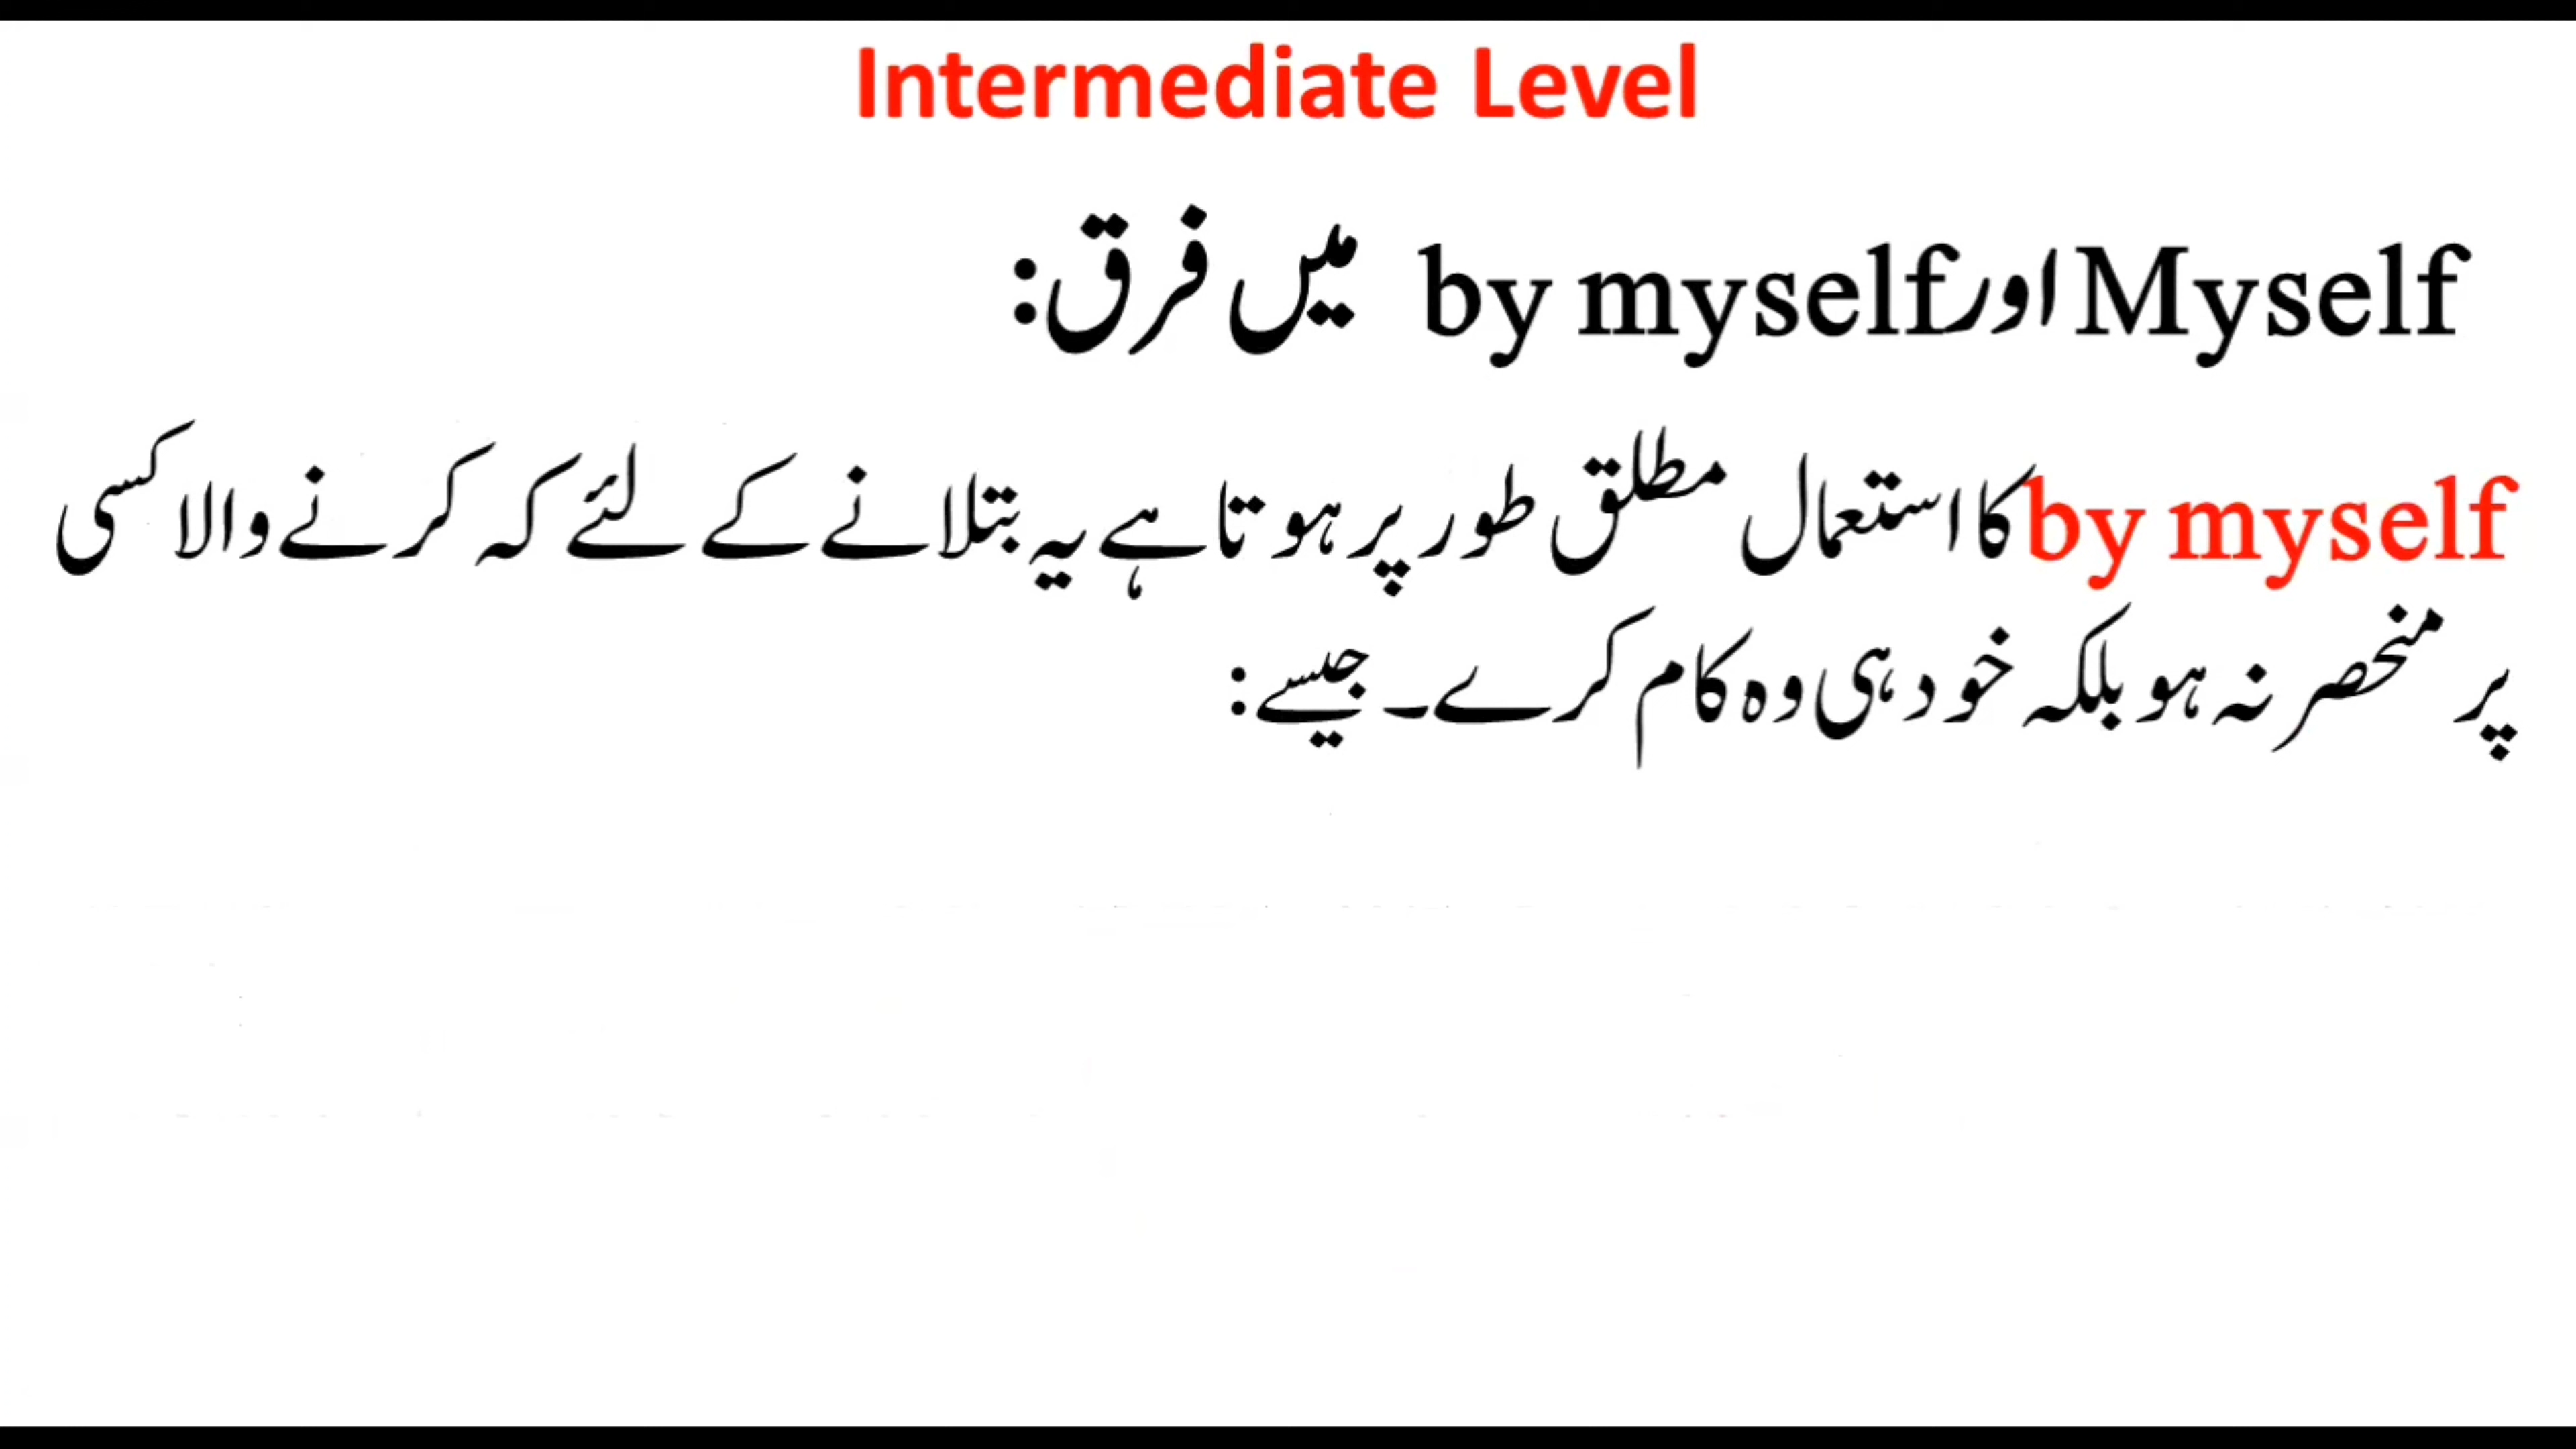 Intermediate Level
Myself اور by myself میں فرق:
by myself کا استعمال مطلق طور پر ہوتا ہے یہ بتلانے کے لئے کہ کرنے والا کسی
پر منحصر نہ ہو بلکہ خود ہی وہ کام کرے۔ جیسے: